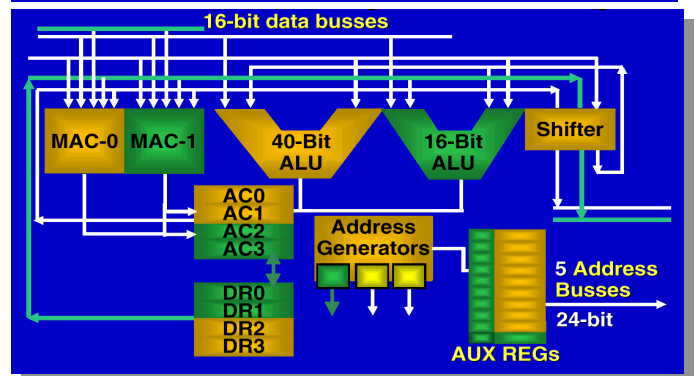 16-bit data busses
MAC-0
MAC-1
40-Bit
ALU
16-Bit
ALU
Shifter
AC0
AC1
AC2
AC3
Address
Generators
DR0
DR1
DR2
DR3
5 Address
Busses
24-bit
AUX REGs